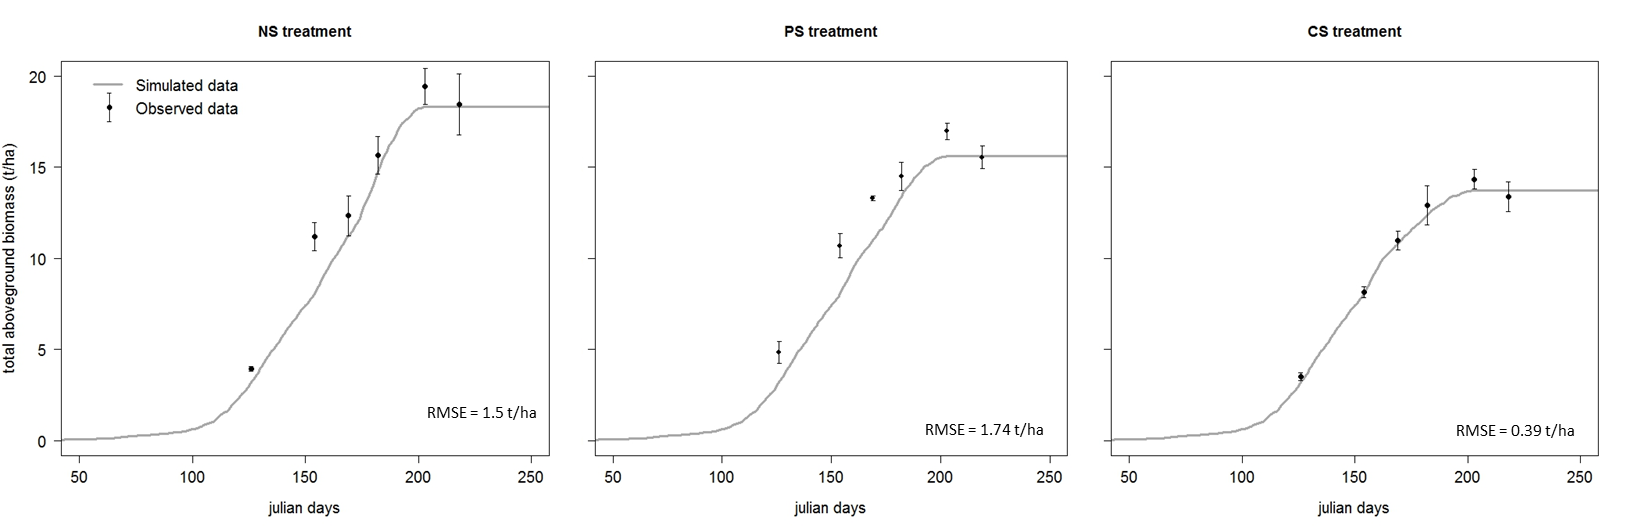 NS treatment
PS treatment
CS treatment
total aboveground biomass (t/ha)
20
15
10
5
0
Simulated data
Observed data
RMSE = 1.5 t/ha
RMSE = 1.74 t/ha
RMSE = 0.39 t/ha
50 100 150 200 250
50 100 150 200 250
50 100 150 200 250
julian days
julian days
julian days